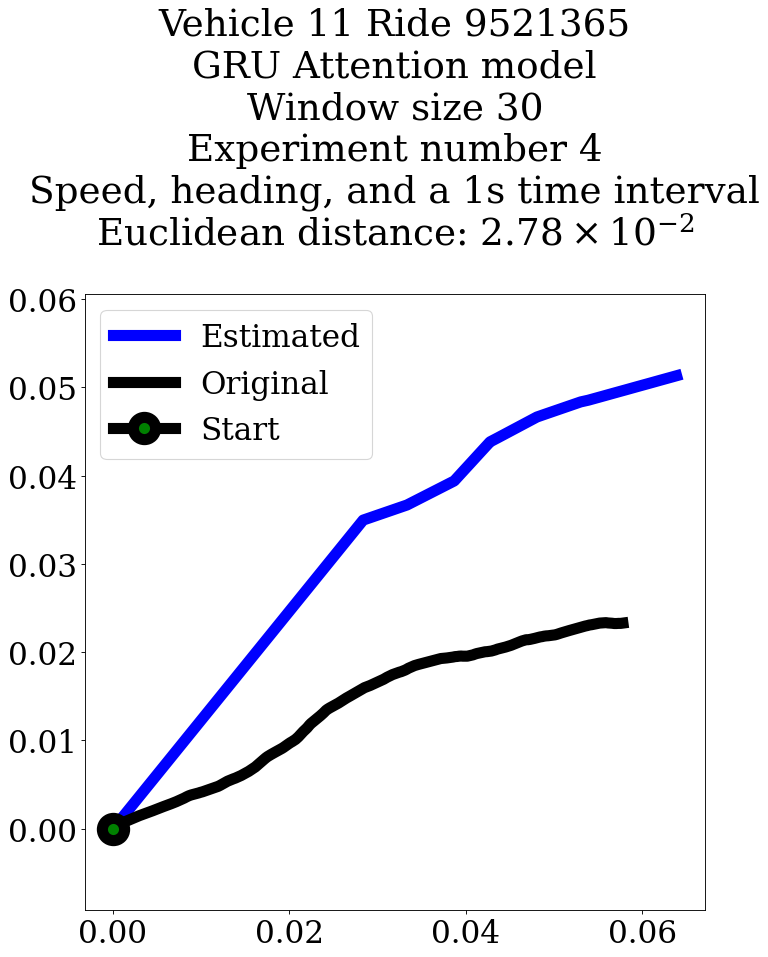 Vehicle 11 Ride 9521365
GRU Attention model
Window size 30
Experiment number 4
Speed, heading, and a 1s time interval
Euclidean distance: 2.78 × 10⁻²
0.06
Estimated
0.05
Original
Start
0.04
0.03
0.02
0.01
0.00
0.00 0.02 0.04 0.06